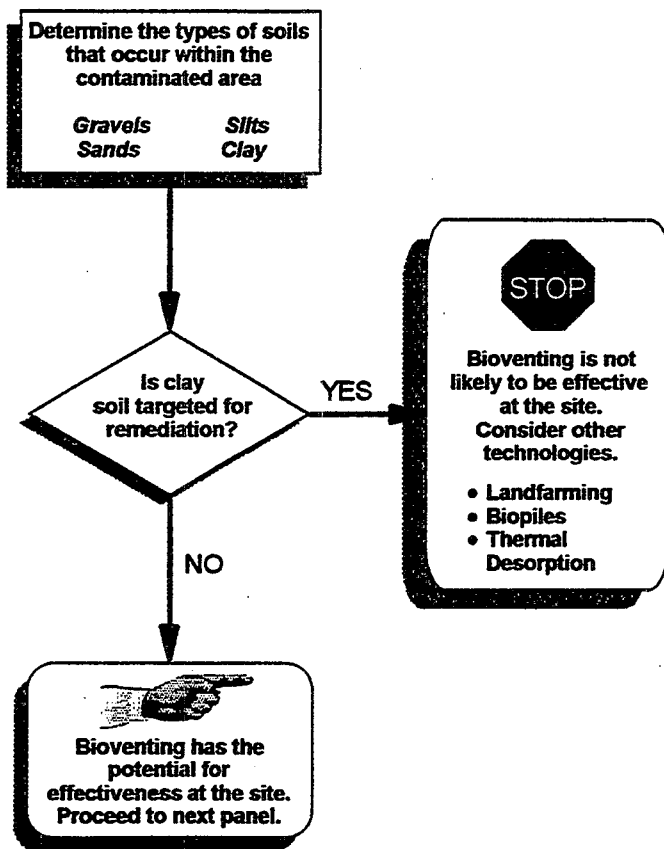 Determine the types of soils
that occur within the
contaminated area
Gravels Silts
Sands Clay
Is clay
soil targeted for
remediation?
YES
STOP
Bioventing is not
likely to be effective
at the site.
Consider other
technologies.
• Landfarming
• Biopiles
• Thermal
Desorption
NO
Bioventing has the
potential for
effectiveness at the site.
Proceed to next panel.